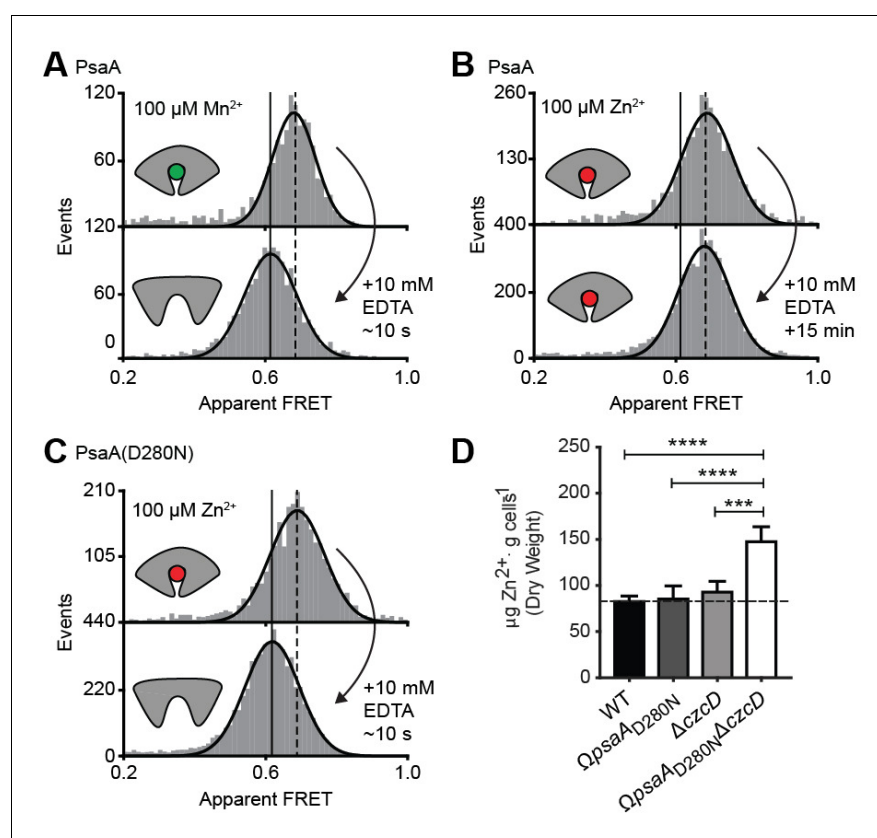 A PsaA
100 μM Mn²⁺
120
60
120
60
0
Events
+10 mM
EDTA
~10 s
0.2 0.6 1.0
Apparent FRET
B PsaA
100 μM Zn²⁺
260
130
400
200
0
Events
+10 mM
EDTA
+15 min
0.2 0.6 1.0
Apparent FRET
C PsaA(D280N)
100 μM Zn²⁺
210
105
440
220
0
Events
+10 mM
EDTA
~10 s
0.2 0.6 1.0
Apparent FRET
D
****
****
***
250
200
150
100
50
0
μg Zn²⁺· g cells¹
(Dry Weight)
WT
ΩpsaA_D280N
ΔczcD
ΩpsaA_D280NΔczcD